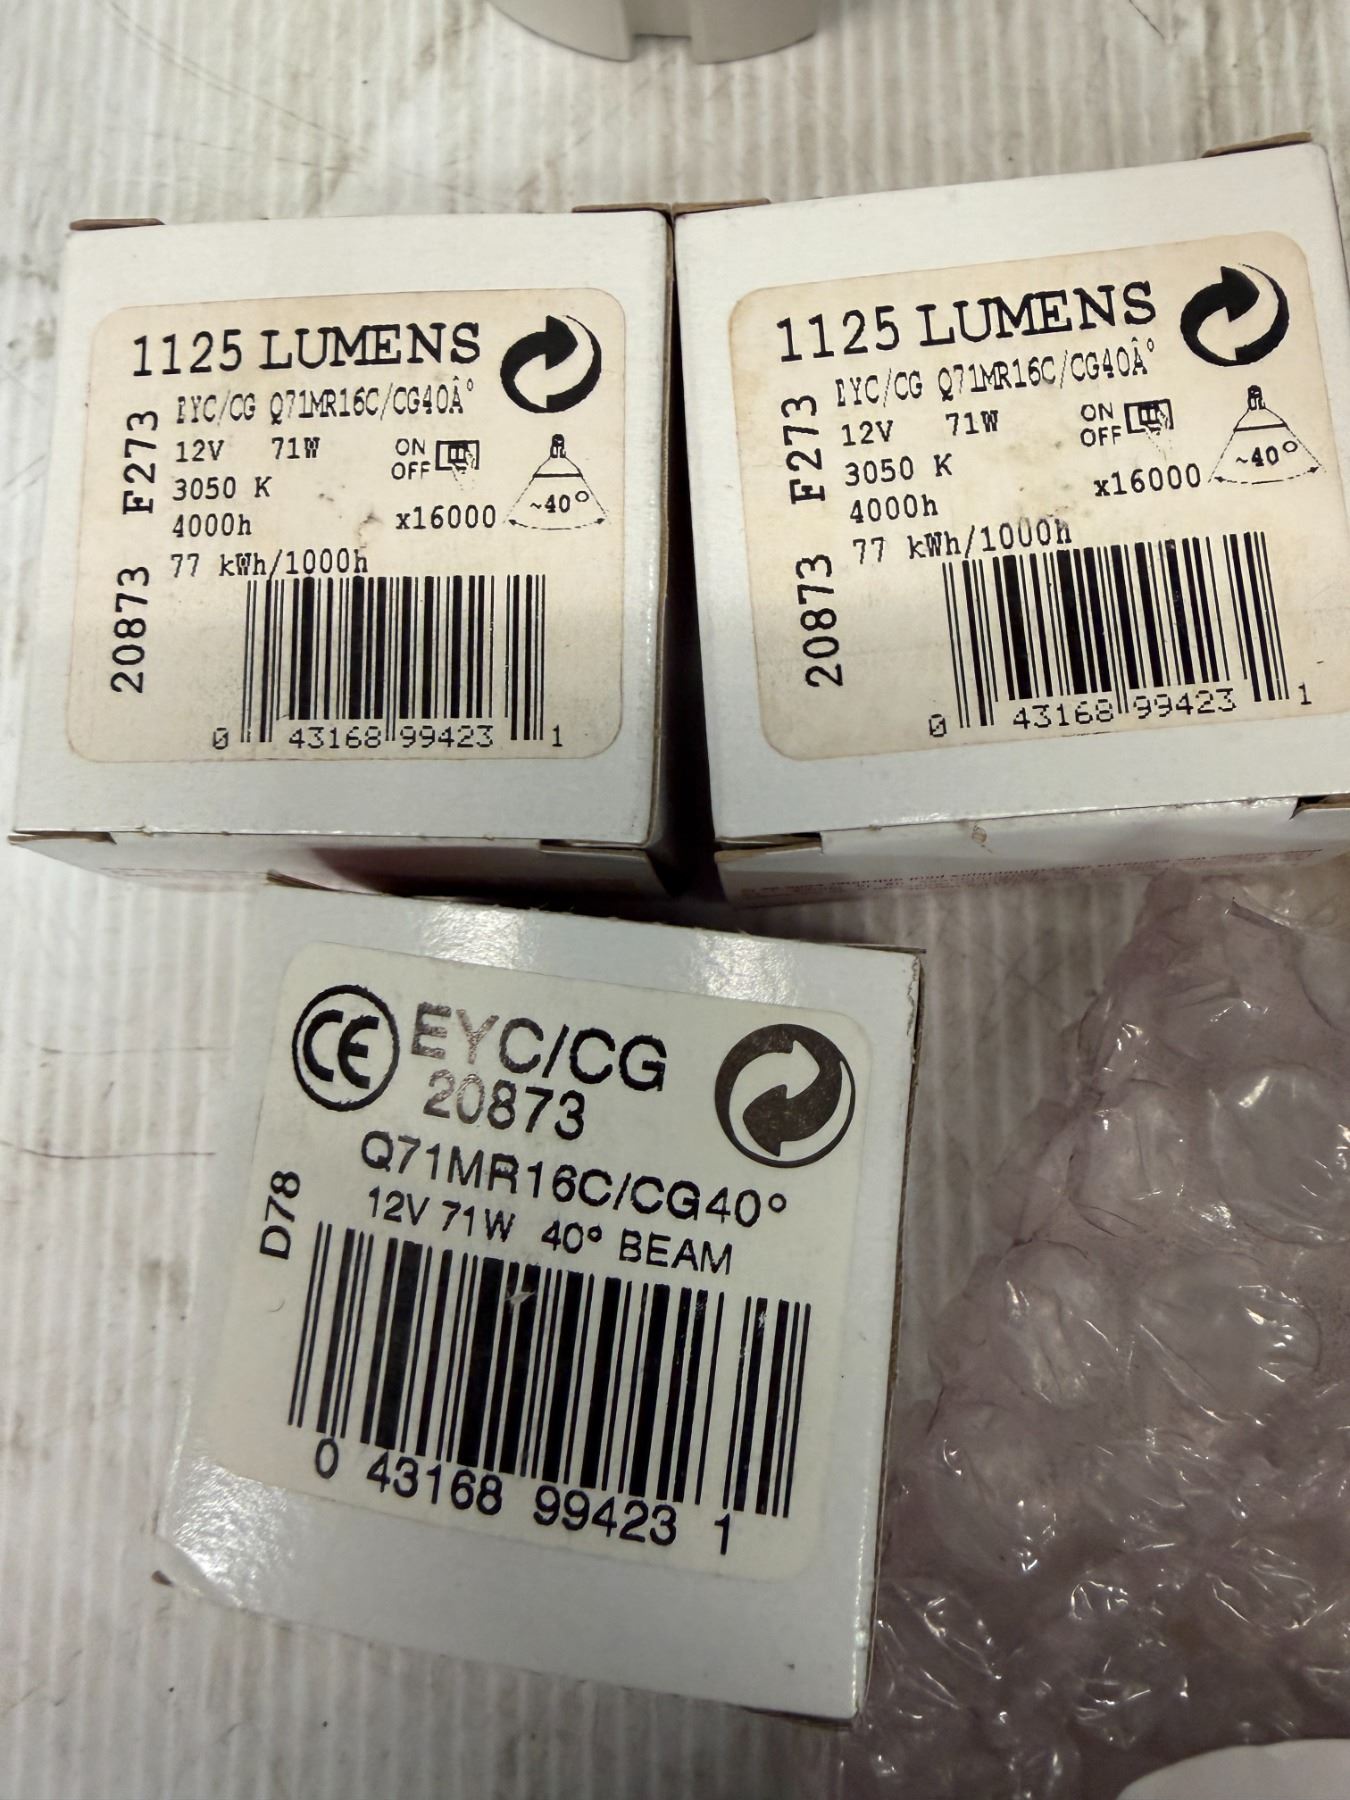 1125 LUMENS
EYC/CG Q71MR16C/CG40Â°
12V 71W
ON
OFF
3050 K
4000h
x16000
~40°
77 kWh/1000h
20873 F273
0 43168 99423 1
1125 LUMENS
EYC/CG Q71MR16C/CG40Â°
12V 71W
ON
OFF
3050 K
4000h
x16000
~40°
77 kWh/1000h
20873 F273
0 43168 99423 1
CE
EYC/CG
20873
Q71MR16C/CG40°
12V 71W 40° BEAM
D78
0 43168 99423 1